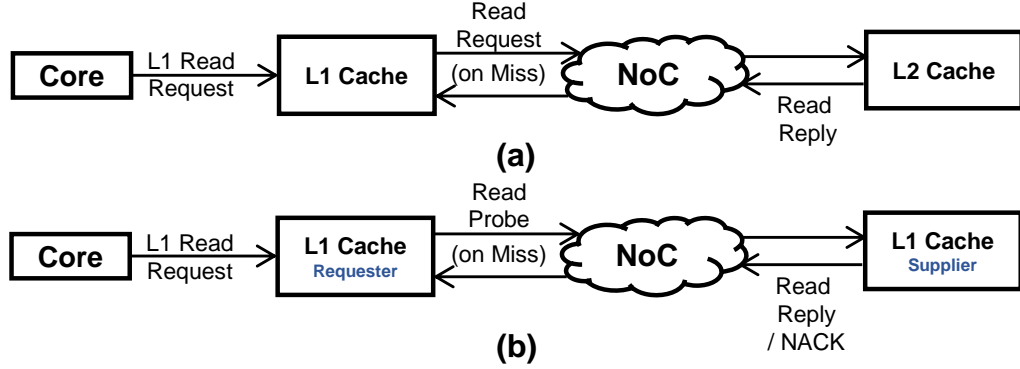 Core
L1 Read
Request
L1 Cache
Read
Request
(on Miss)
NoC
L2 Cache
Read
Reply
(a)
Core
L1 Read
Request
L1 Cache
Requester
Read
Probe
(on Miss)
NoC
L1 Cache
Supplier
Read
Reply
/ NACK
(b)